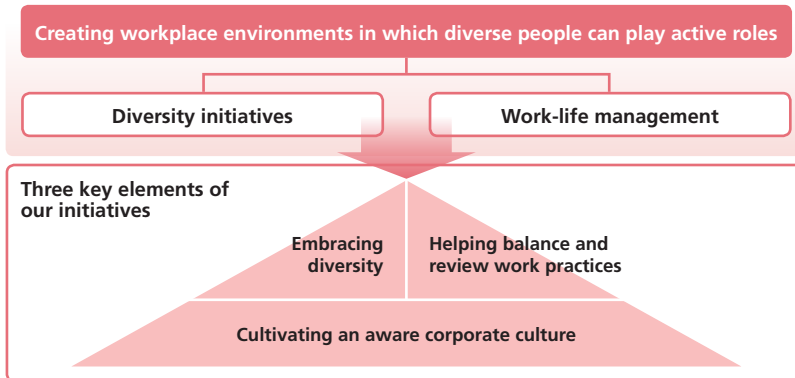 Creating workplace environments in which diverse people can play active roles
Diversity initiatives
Work-life management
Three key elements of
our initiatives
Embracing
diversity
Helping balance and
review work practices
Cultivating an aware corporate culture